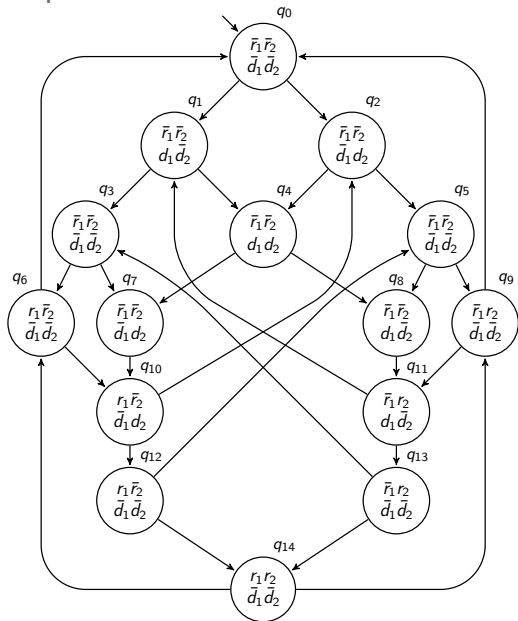 q₀
r̄₁r̄₂
d̄₁d̄₂
q₁
r̄₁r̄₂
d₁d̄₂
q₂
r̄₁r̄₂
d̄₁d₂
q₃
r̄₁r̄₂
d̄₁d̄₂
q₄
r̄₁r̄₂
d₁d₂
q₅
r̄₁r̄₂
d̄₁d̄₂
q₆
r₁r̄₂
d̄₁d̄₂
q₇
r̄₁r̄₂
d̄₁d₂
q₈
r̄₁r̄₂
d₁d̄₂
q₉
r̄₁r₂
d̄₁d̄₂
q₁₀
r₁r̄₂
d̄₁d₂
q₁₁
r̄₁r₂
d₁d̄₂
q₁₂
r₁r̄₂
d̄₁d̄₂
q₁₃
r̄₁r₂
d̄₁d̄₂
q₁₄
r₁r₂
d̄₁d̄₂